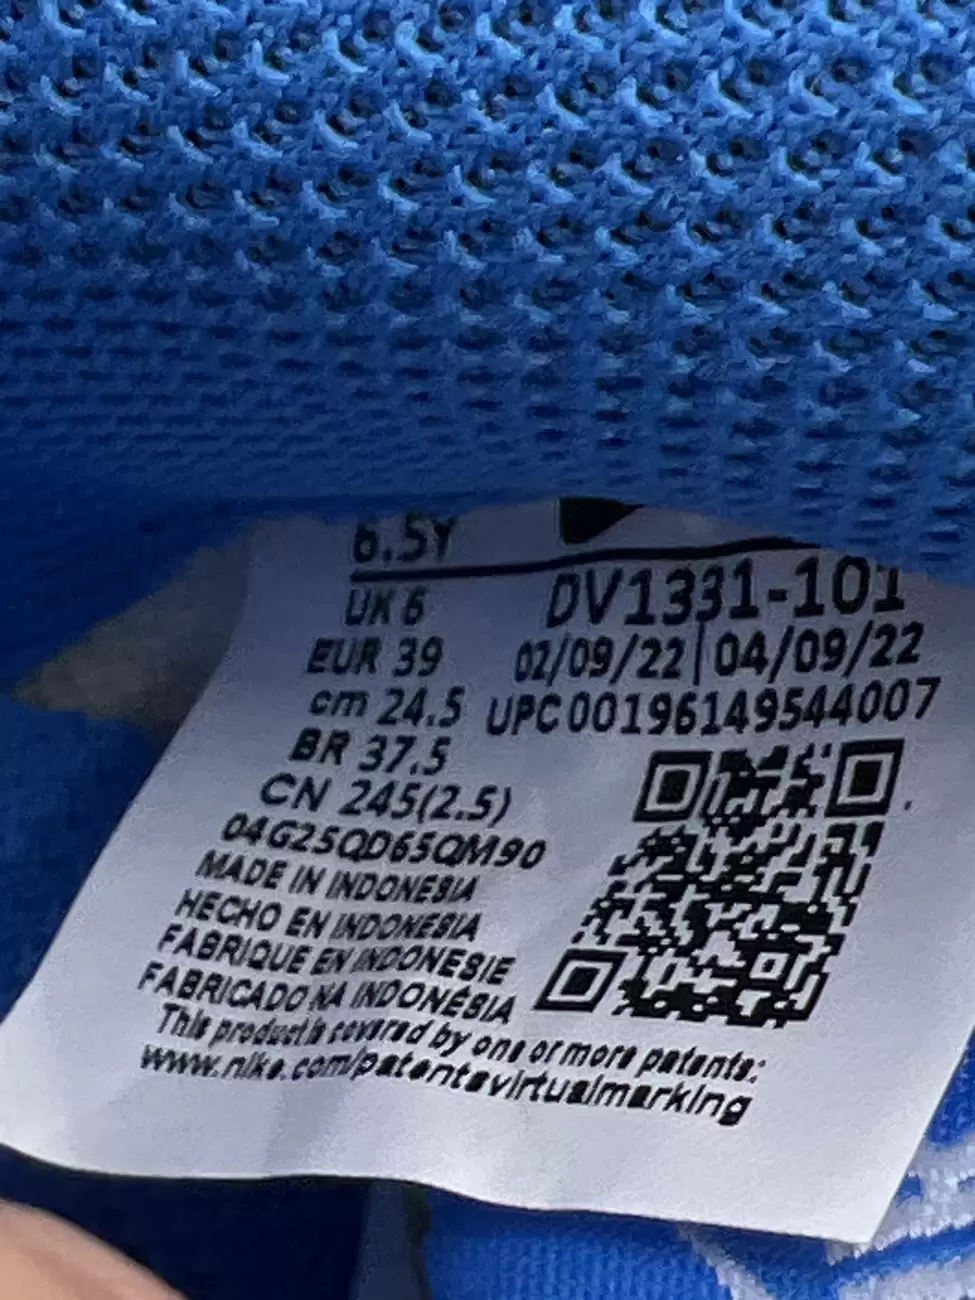 6.5Y
UK 6
EUR 39
cm 24.5
BR 37.5
CN 245(2.5)
DV1331-101
02/09/22|04/09/22
UPC00196149544007
04G25QD65QM90
MADE IN INDONESIA
HECHO EN INDONESIA
FABRIQUE EN INDONESIE
FABRICADO NA INDONÉSIA
This product is covered by one or more patents:
www.nike.com/patentsvirtualmarking